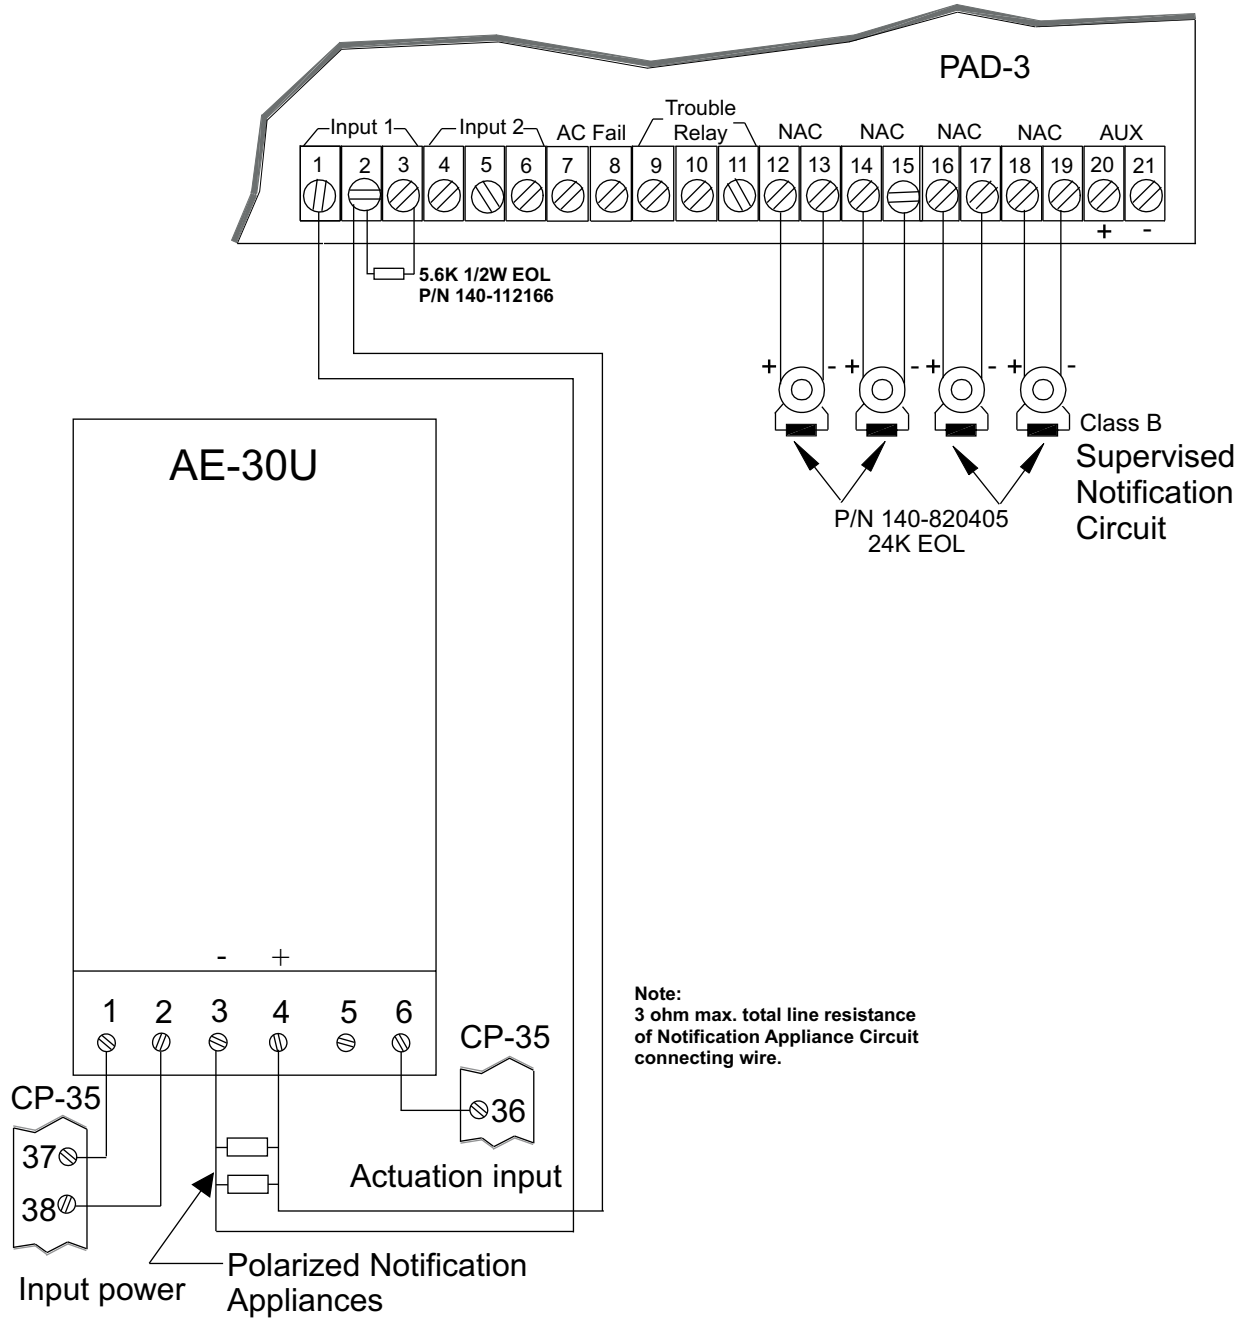 PAD-3
Trouble
Input 1 Input 2 AC Fail Relay NAC NAC NAC NAC AUX
1 2 3 4 5 6 7 8 9 10 11 12 13 14 15 16 17 18 19 20 21
+ -
5.6K 1/2W EOL
P/N 140-112166
+ - + - + - + -
Class B
Supervised
Notification
Circuit
P/N 140-820405
24K EOL
AE-30U
- +
1 2 3 4 5 6
Note:
3 ohm max. total line resistance
of Notification Appliance Circuit
connecting wire.
CP-35
36
Actuation input
CP-35
37
38
Input power
Polarized Notification
Appliances